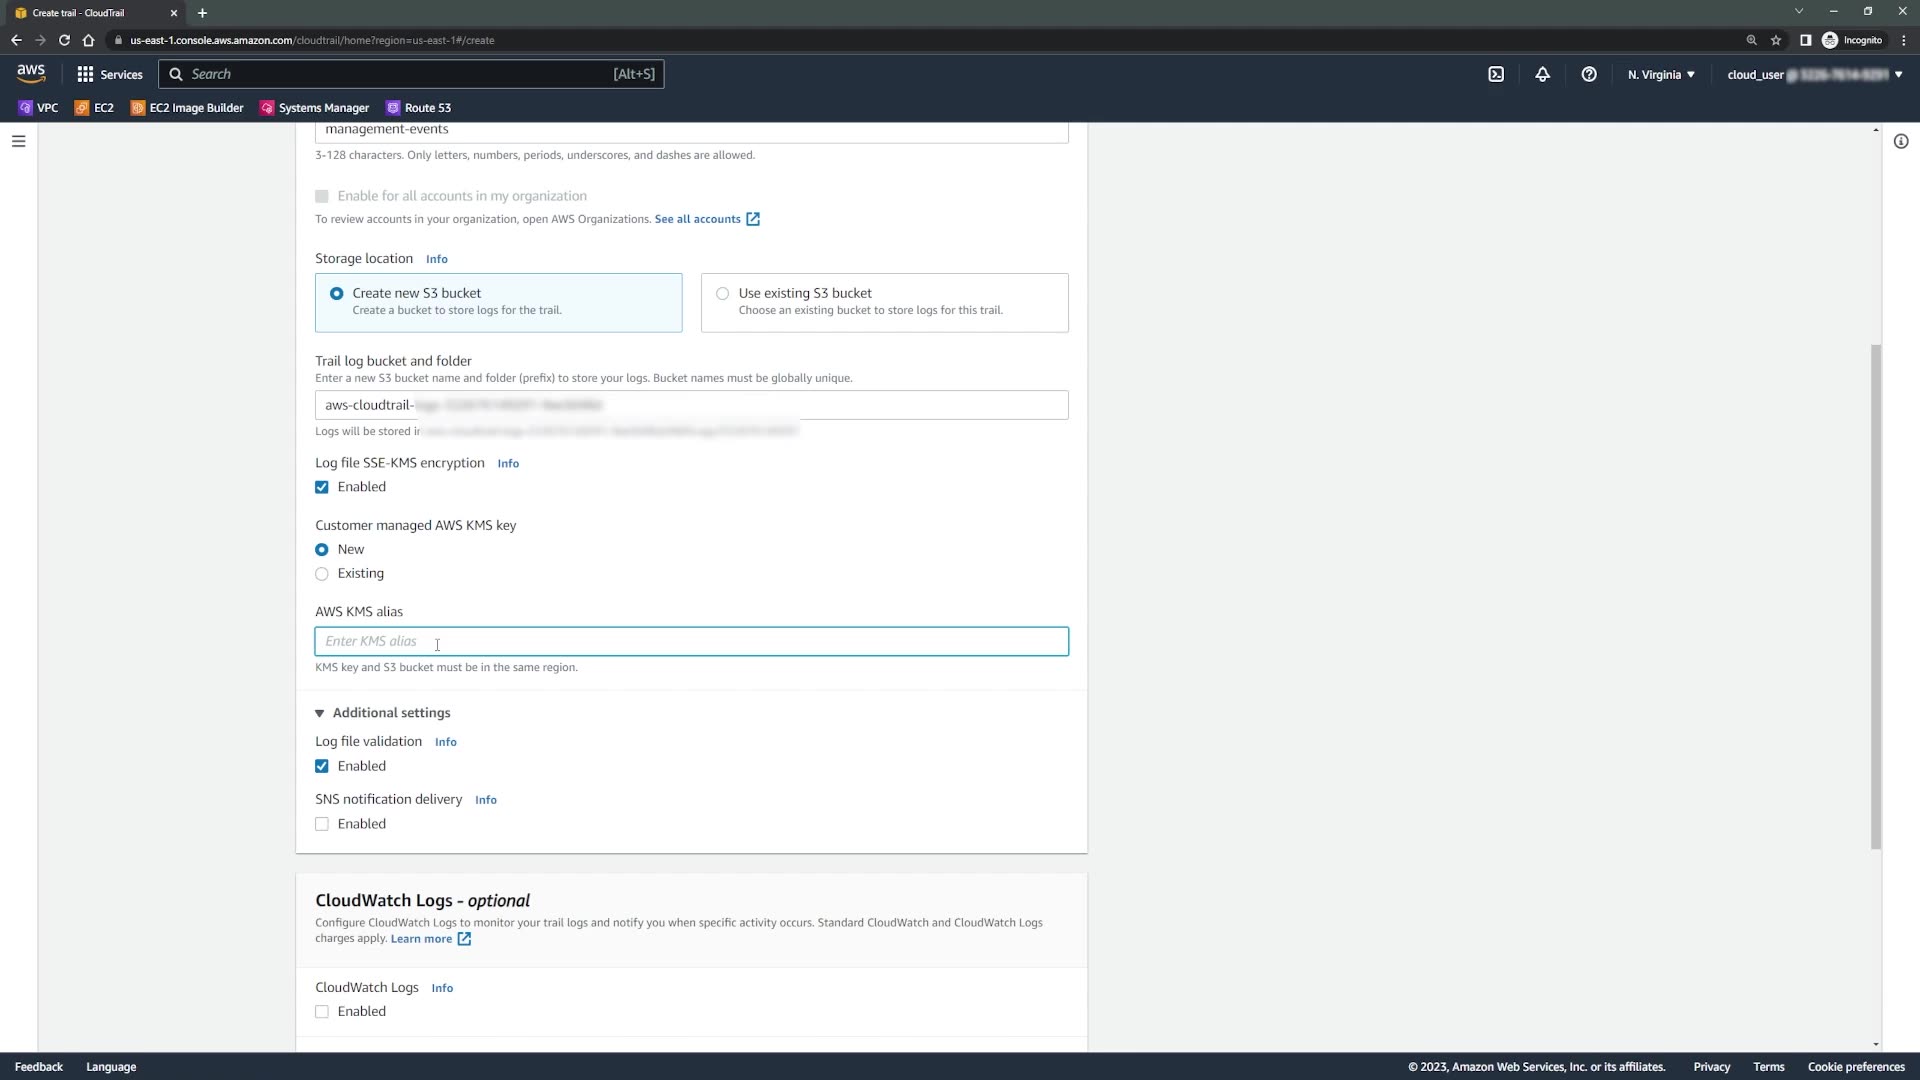 Create trail - CloudTrail
us-east-1.console.aws.amazon.com/cloudtrail/home?region=us-east-1#/create
Incognito
aws
Services
Search
[Alt+S]
N. Virginia
cloud_user @
VPC
EC2
EC2 Image Builder
Systems Manager
Route 53
management-events
3-128 characters. Only letters, numbers, periods, underscores, and dashes are allowed.
Enable for all accounts in my organization
To review accounts in your organization, open AWS Organizations. See all accounts
Storage location Info
Create new S3 bucket
Create a bucket to store logs for the trail.
Use existing S3 bucket
Choose an existing bucket to store logs for this trail.
Trail log bucket and folder
Enter a new S3 bucket name and folder (prefix) to store your logs. Bucket names must be globally unique.
aws-cloudtrail-
Logs will be stored in
Log file SSE-KMS encryption Info
Enabled
Customer managed AWS KMS key
New
Existing
AWS KMS alias
Enter KMS alias
KMS key and S3 bucket must be in the same region.
Additional settings
Log file validation Info
Enabled
SNS notification delivery Info
Enabled
CloudWatch Logs - optional
Configure CloudWatch Logs to monitor your trail logs and notify you when specific activity occurs. Standard CloudWatch and CloudWatch Logs
charges apply. Learn more
CloudWatch Logs Info
Enabled
Feedback
Language
© 2023, Amazon Web Services, Inc. or its affiliates.
Privacy
Terms
Cookie preferences